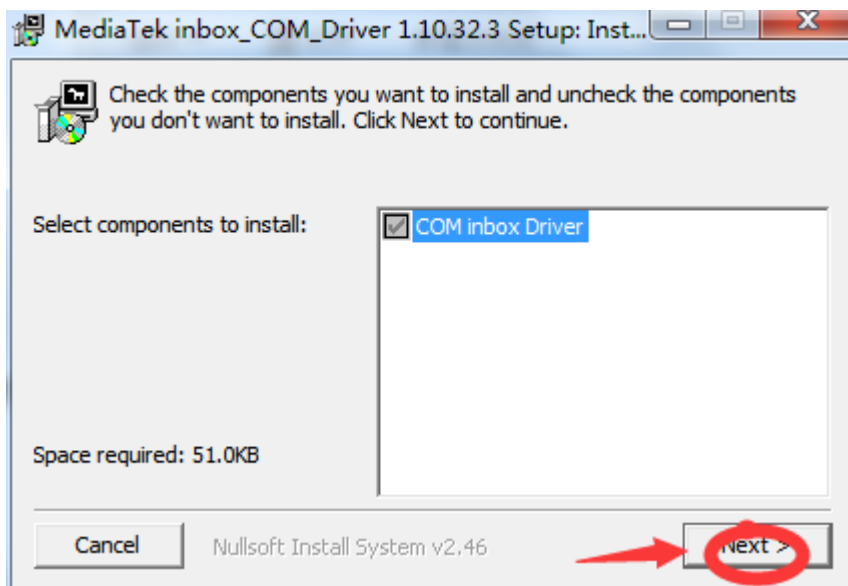 MediaTek inbox_COM_Driver 1.10.32.3 Setup: Inst...
Check the components you want to install and uncheck the components
you don't want to install. Click Next to continue.
Select components to install:
COM inbox Driver
Space required: 51.0KB
Cancel
Nullsoft Install System v2.46
Next >